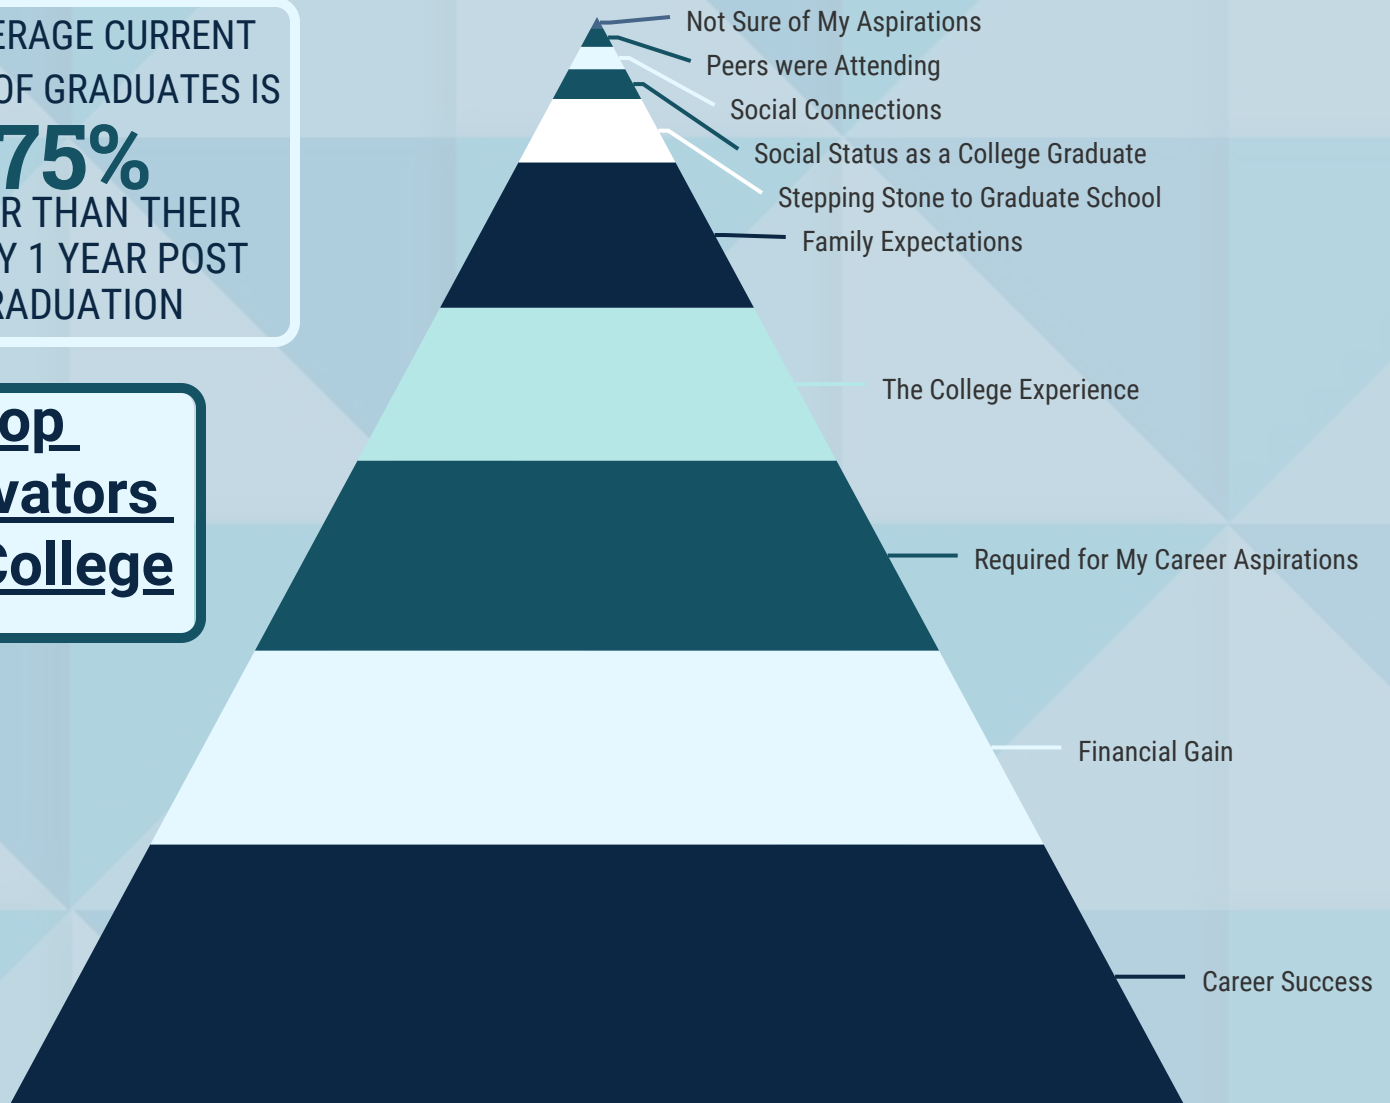 ERAGE CURRENT
OF GRADUATES IS
75%
R THAN THEIR
Y 1 YEAR POST
RADUATION
op
vators
College
Not Sure of My Aspirations
Peers were Attending
Social Connections
Social Status as a College Graduate
Stepping Stone to Graduate School
Family Expectations
The College Experience
Required for My Career Aspirations
Financial Gain
Career Success